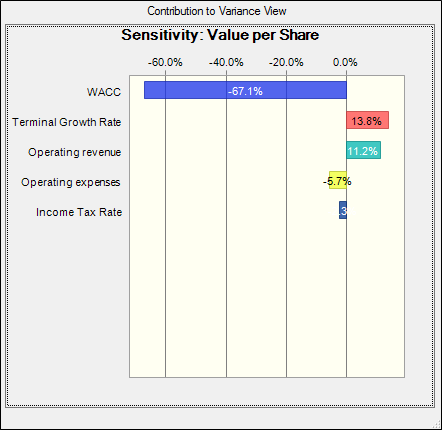 Contribution to Variance View
Sensitivity: Value per Share
-60.0% -40.0% -20.0% 0.0%
WACC -67.1%
Terminal Growth Rate 13.8%
Operating revenue 11.2%
Operating expenses -5.7%
Income Tax Rate